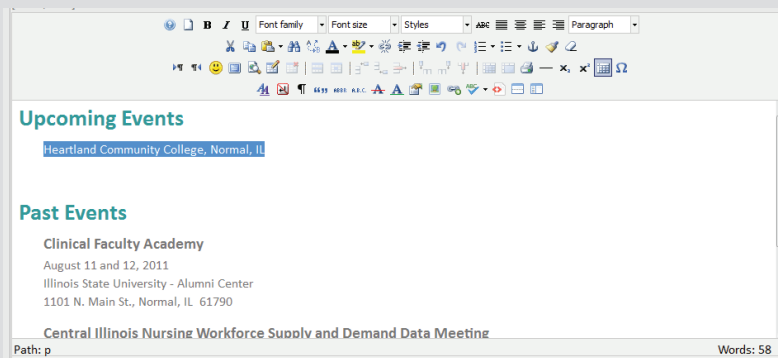 B I U Font family Font size Styles ABC Paragraph
Upcoming Events
Heartland Community College, Normal, IL
Past Events
Clinical Faculty Academy
August 11 and 12, 2011
Illinois State University - Alumni Center
1101 N. Main St., Normal, IL 61790
Central Illinois Nursing Workforce Supply and Demand Data Meeting
Path: p Words: 58